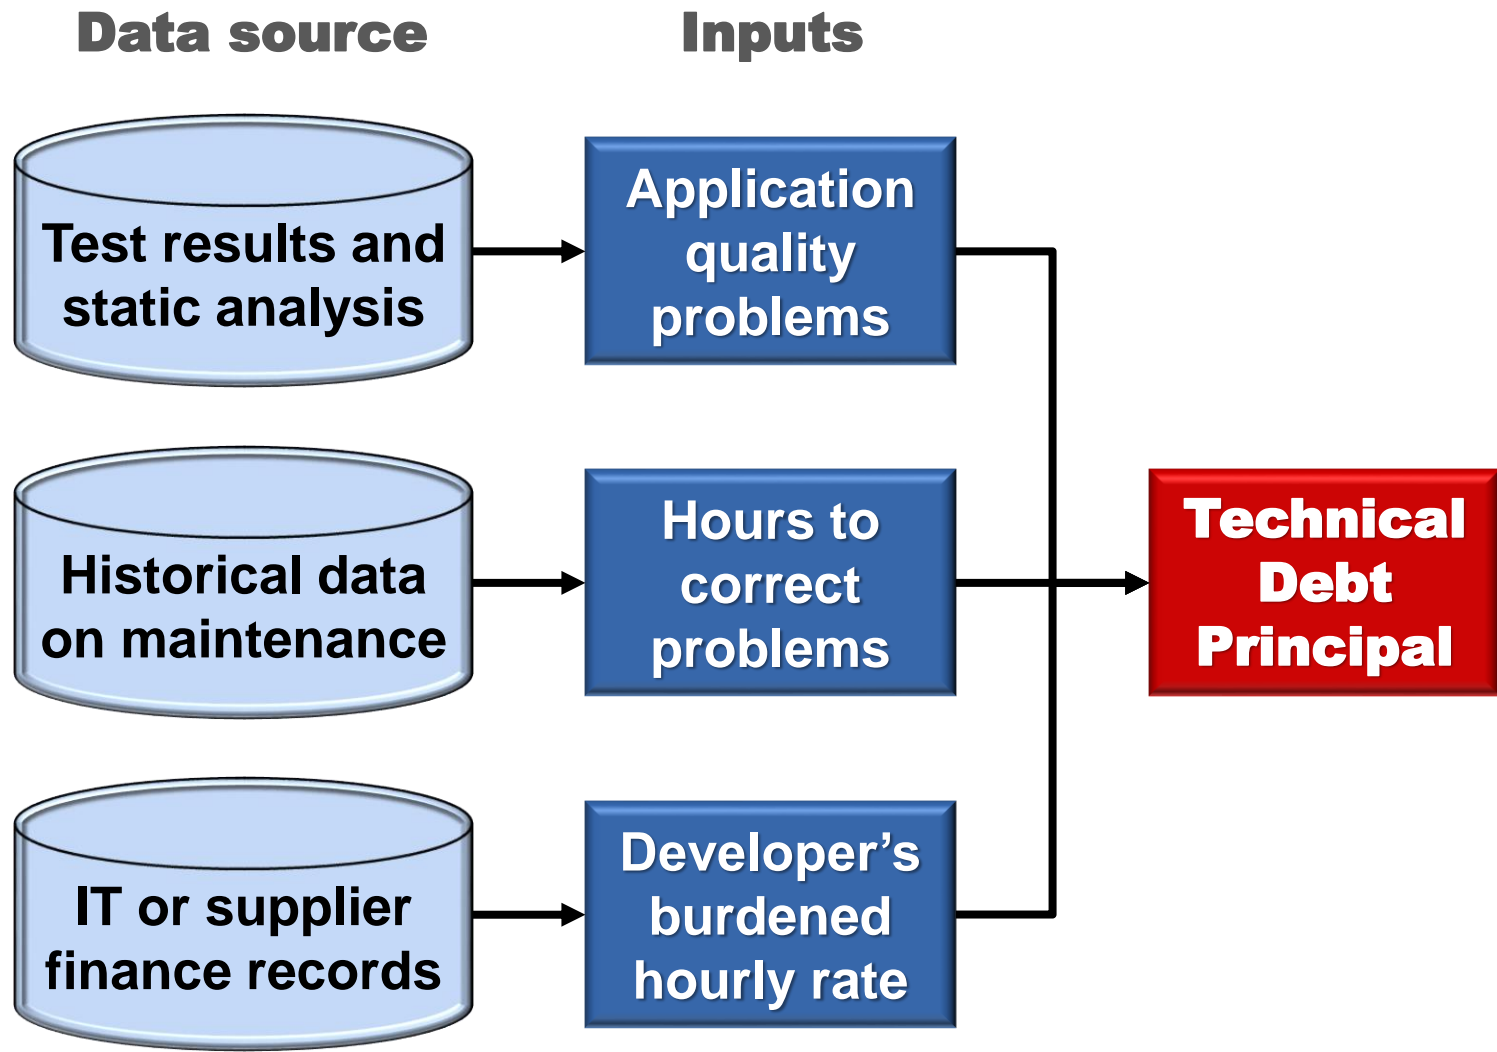 Data source
Inputs
Test results and
static analysis
Application
quality
problems
Historical data
on maintenance
Hours to
correct
problems
Technical
Debt
Principal
IT or supplier
finance records
Developer’s
burdened
hourly rate